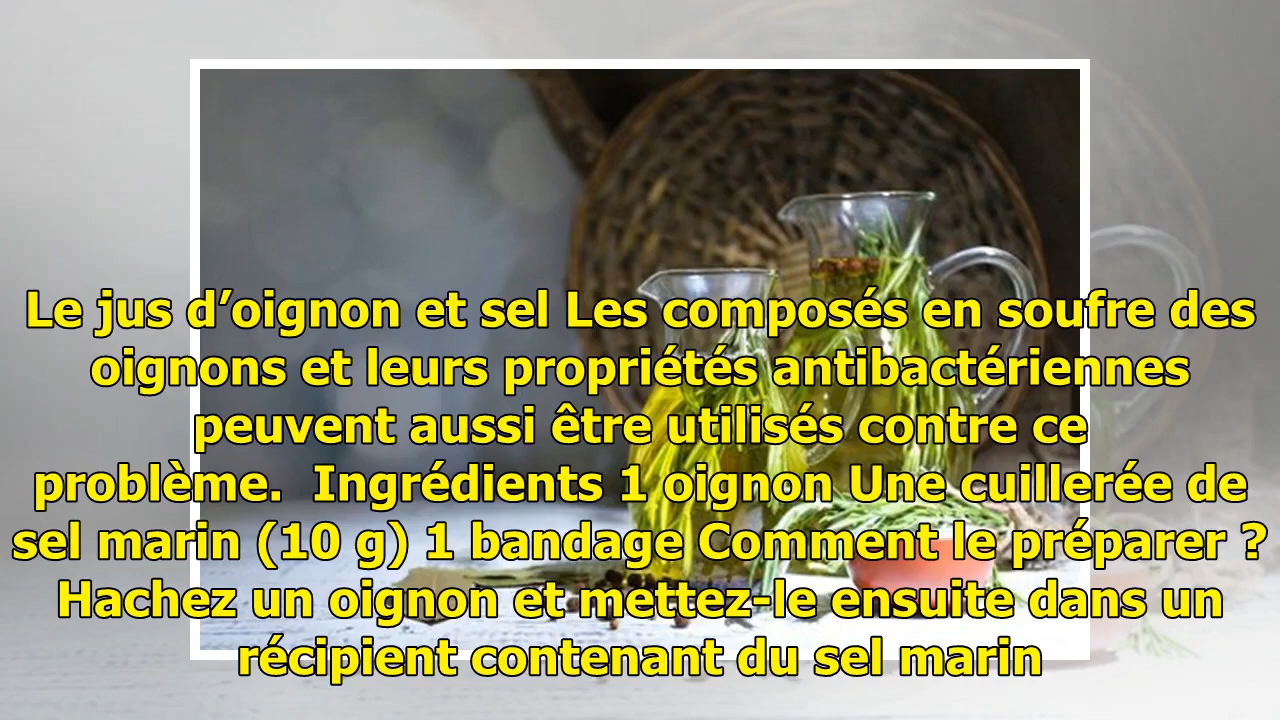 Le jus d’oignon et sel Les composés en soufre des
oignons et leurs propriétés antibactériennes
peuvent aussi être utilisés contre ce
problème.  Ingrédients 1 oignon Une cuillerée de
sel marin (10 g) 1 bandage Comment le préparer ?
Hachez un oignon et mettez-le ensuite dans un
récipient contenant du sel marin